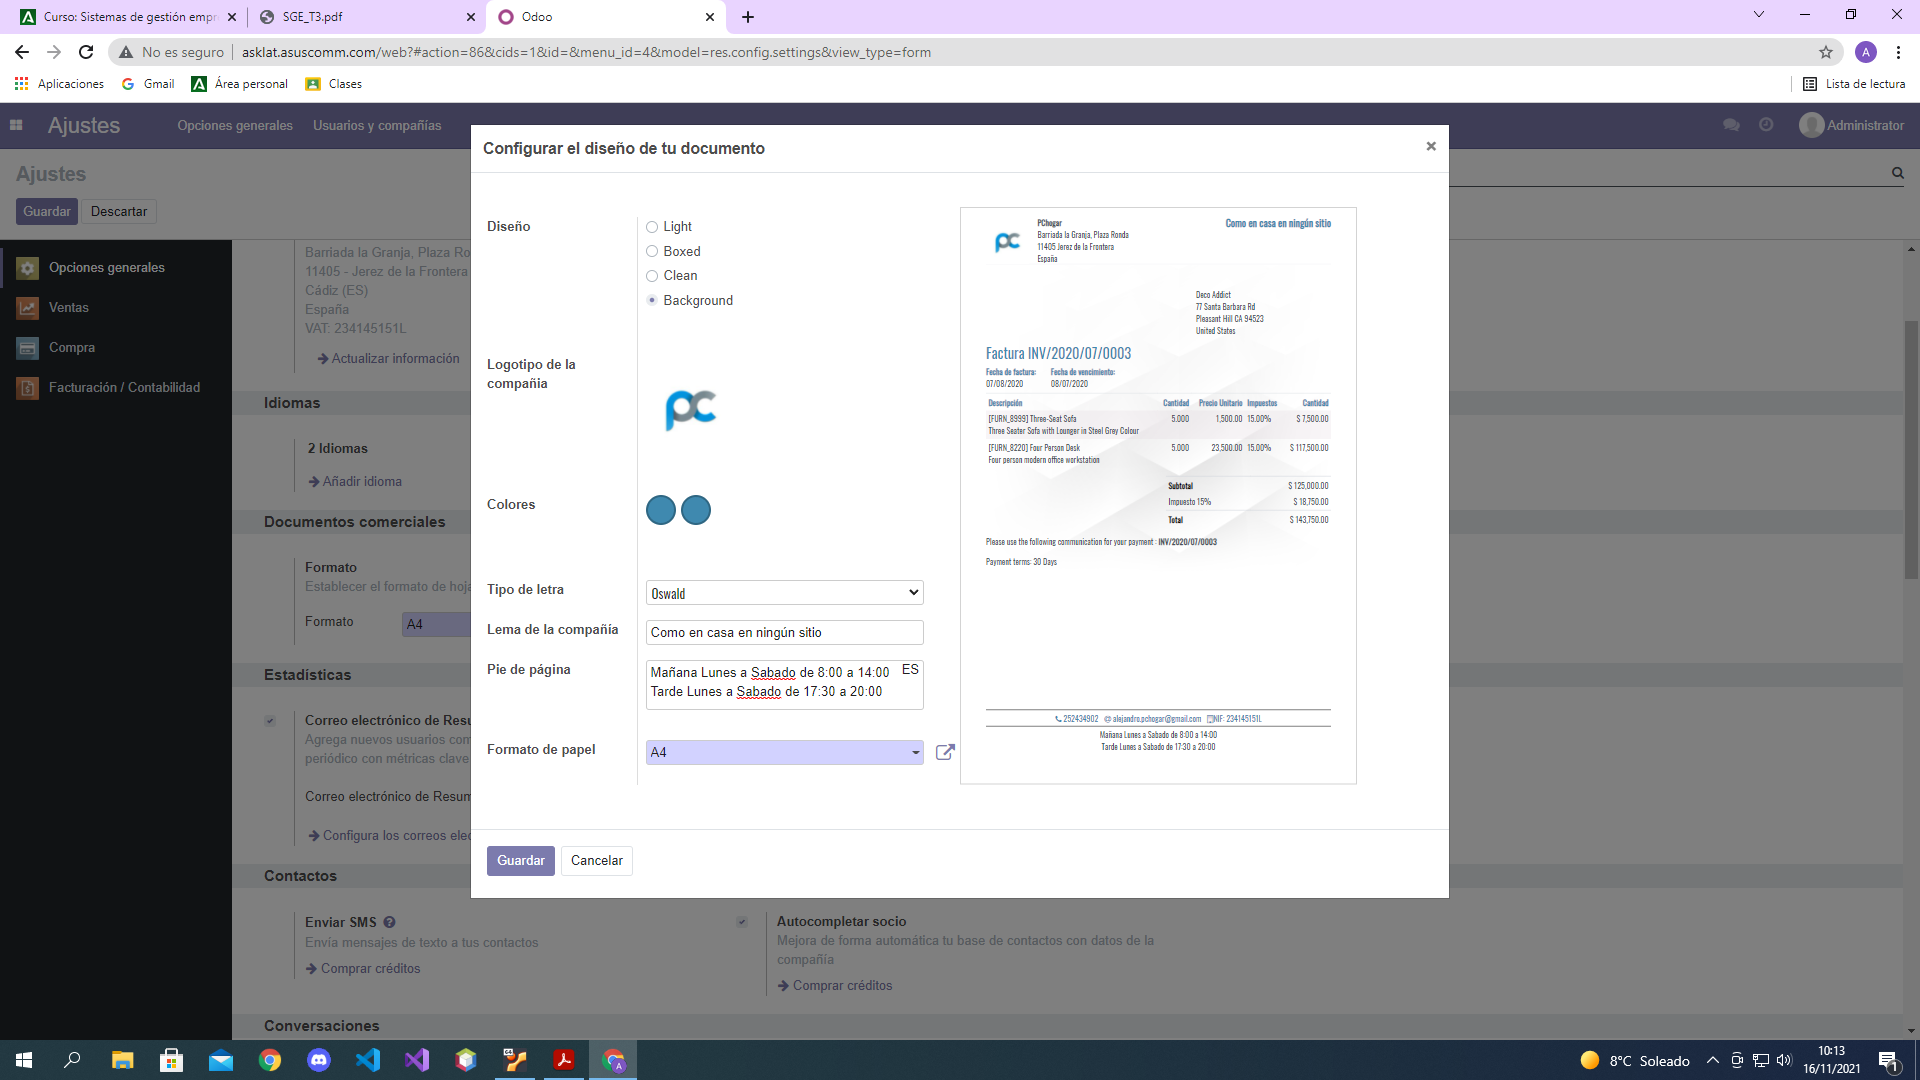 Curso: Sistemas de gestión empr
SGE_T3.pdf
Odoo
No es seguro
asklat.asuscomm.com/web?#action=86&cids=1&id=&menu_id=4&model=res.config.settings&view_type=form
A
Aplicaciones
Gmail
Área personal
Clases
Lista de lectura
Ajustes
Opciones generales
Usuarios y compañías
Administrator
Ajustes
Guardar
Descartar
Opciones generales
Ventas
Compra
Facturación / Contabilidad
Barriada la Granja, Plaza Ro
11405 - Jerez de la Frontera
Cádiz (ES)
España
VAT: 234145151L
Actualizar información
Idiomas
2 Idiomas
Añadir idioma
Documentos comerciales
Formato
Establecer el formato de hoja
Formato
A4
Estadísticas
Correo electrónico de Resu
Agrega nuevos usuarios com
periódico con métricas clave
Correo electrónico de Resum
Configura los correos elec
Contactos
Enviar SMS
Envía mensajes de texto a tus contactos
Comprar créditos
Autocompletar socio
Mejora de forma automática tu base de contactos con datos de la
compañía
Comprar créditos
Conversaciones
Configurar el diseño de tu documento
Diseño
Light
Boxed
Clean
Background
Logotipo de la
compañia
pc
Colores
Tipo de letra
Oswald
Lema de la compañía
Como en casa en ningún sitio
Pie de página
Mañana Lunes a Sabado de 8:00 a 14:00
ES
Tarde Lunes a Sabado de 17:30 a 20:00
Formato de papel
A4
Guardar
Cancelar
pc
PChogar
Barriada la Granja, Plaza Ronda
11405 Jerez de la Frontera
España
Como en casa en ningún sitio
Deco Addict
77 Santa Barbara Rd
Pleasant Hill CA 94523
United States
Factura INV/2020/07/0003
Fecha de factura: Fecha de vencimiento:
07/08/2020 08/07/2020
Descripción Cantidad Precio Unitario Impuestos Cantidad
[FURN_8999] Three-Seat Sofa 5.000 1,500.00 15.00% $ 7,500.00
Three Seater Sofa with Lounger in Steel Grey Colour
[FURN_8220] Four Person Desk 5.000 23,500.00 15.00% $ 117,500.00
Four person modern office workstation
Subtotal $ 125,000.00
Impuesto 15% $ 18,750.00
Total $ 143,750.00
Please use the following communication for your payment : INV/2020/07/0003
Payment terms: 30 Days
252434902 @ alejandro.pchogar@gmail.com NIF: 234145151L
Mañana Lunes a Sabado de 8:00 a 14:00
Tarde Lunes a Sabado de 17:30 a 20:00
8°C Soleado
10:13
16/11/2021
1